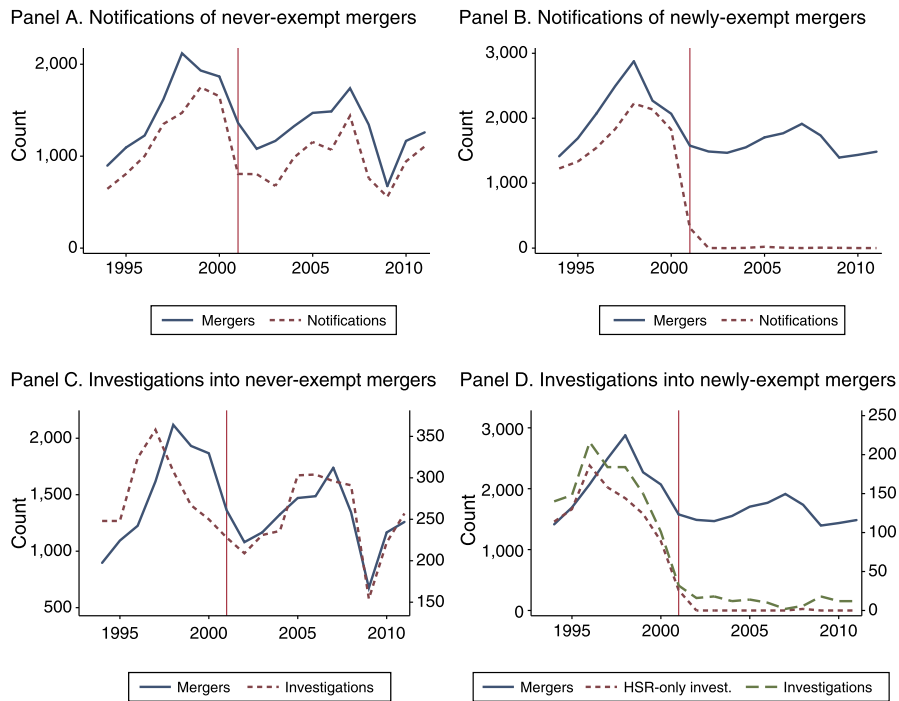 Panel A. Notifications of never-exempt mergers
Count
2,000
1,000
0
1995 2000 2005 2010
Mergers Notifications
Panel B. Notifications of newly-exempt mergers
Count
3,000
2,000
1,000
0
1995 2000 2005 2010
Mergers Notifications
Panel C. Investigations into never-exempt mergers
Count
2,000
1,500
1,000
500
350
300
250
200
150
1995 2000 2005 2010
Mergers Investigations
Panel D. Investigations into newly-exempt mergers
Count
3,000
2,000
1,000
0
250
200
150
100
50
0
1995 2000 2005 2010
Mergers HSR-only invest. Investigations